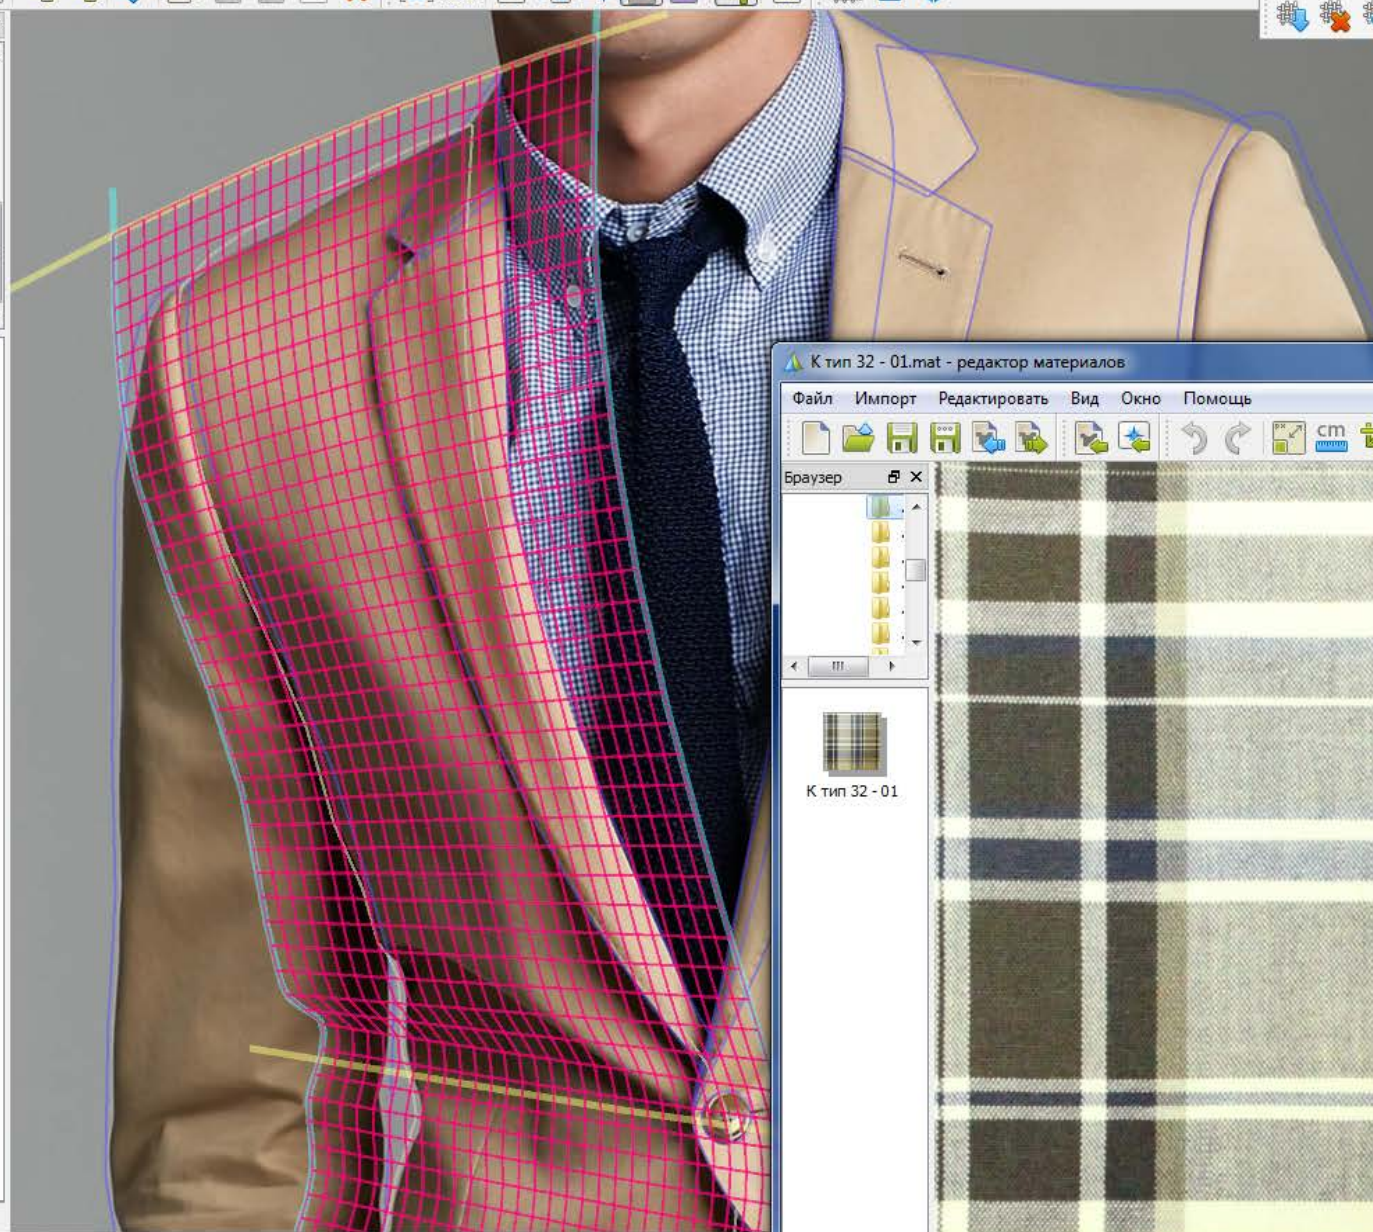 К тип 32 - 01.mat - редактор материалов
Файл Импорт Редактировать Вид Окно Помощь
cm
Браузер
К тип 32 - 01